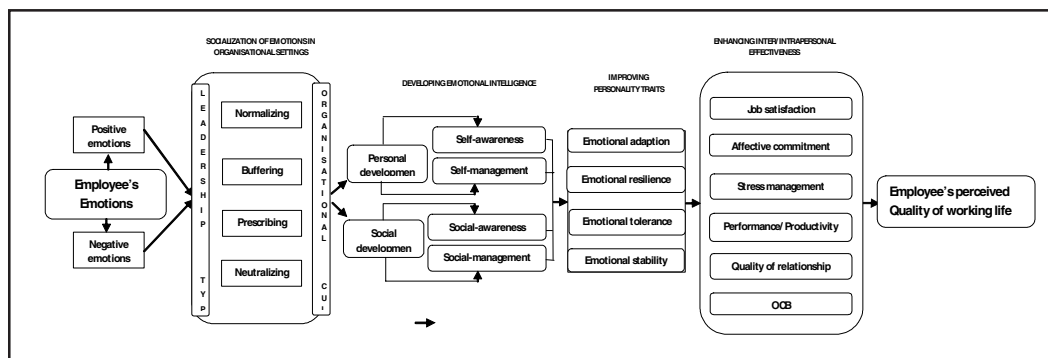 SOCIALIZATION OF EMOTIONS IN
ORGANISATIONAL SETTINGS
ENHANCING INTER/INTRAPERSONAL
EFFECTIVENESS
DEVELOPING EMOTIONAL INTELLIGENCE
IMPROVING
PERSONALITY TRAITS
Positive
emotions
Employee's
Emotions
Negative
emotions
LEADERSHIP TYP
Normalizing
Buffering
Prescribing
Neutralizing
ORGANISATIONAL CUL
Personal
developmen
Social
developmen
Self-awareness
Self-management
Social-awareness
Social-management
Emotional adaption
Emotional resilience
Emotional tolerance
Emotional stability
Job satisfaction
Affective commitment
Stress management
Performance/ Productivity
Quality of relationship
OCB
Employee's perceived
Quality of working life